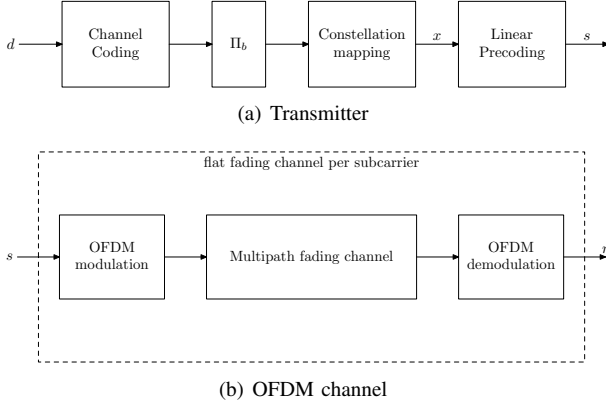 d
Channel
Coding
Π_b
Constellation
mapping
x
Linear
Precoding
s
(a) Transmitter
flat fading channel per subcarrier
s
OFDM
modulation
Multipath fading channel
OFDM
demodulation
r
(b) OFDM channel